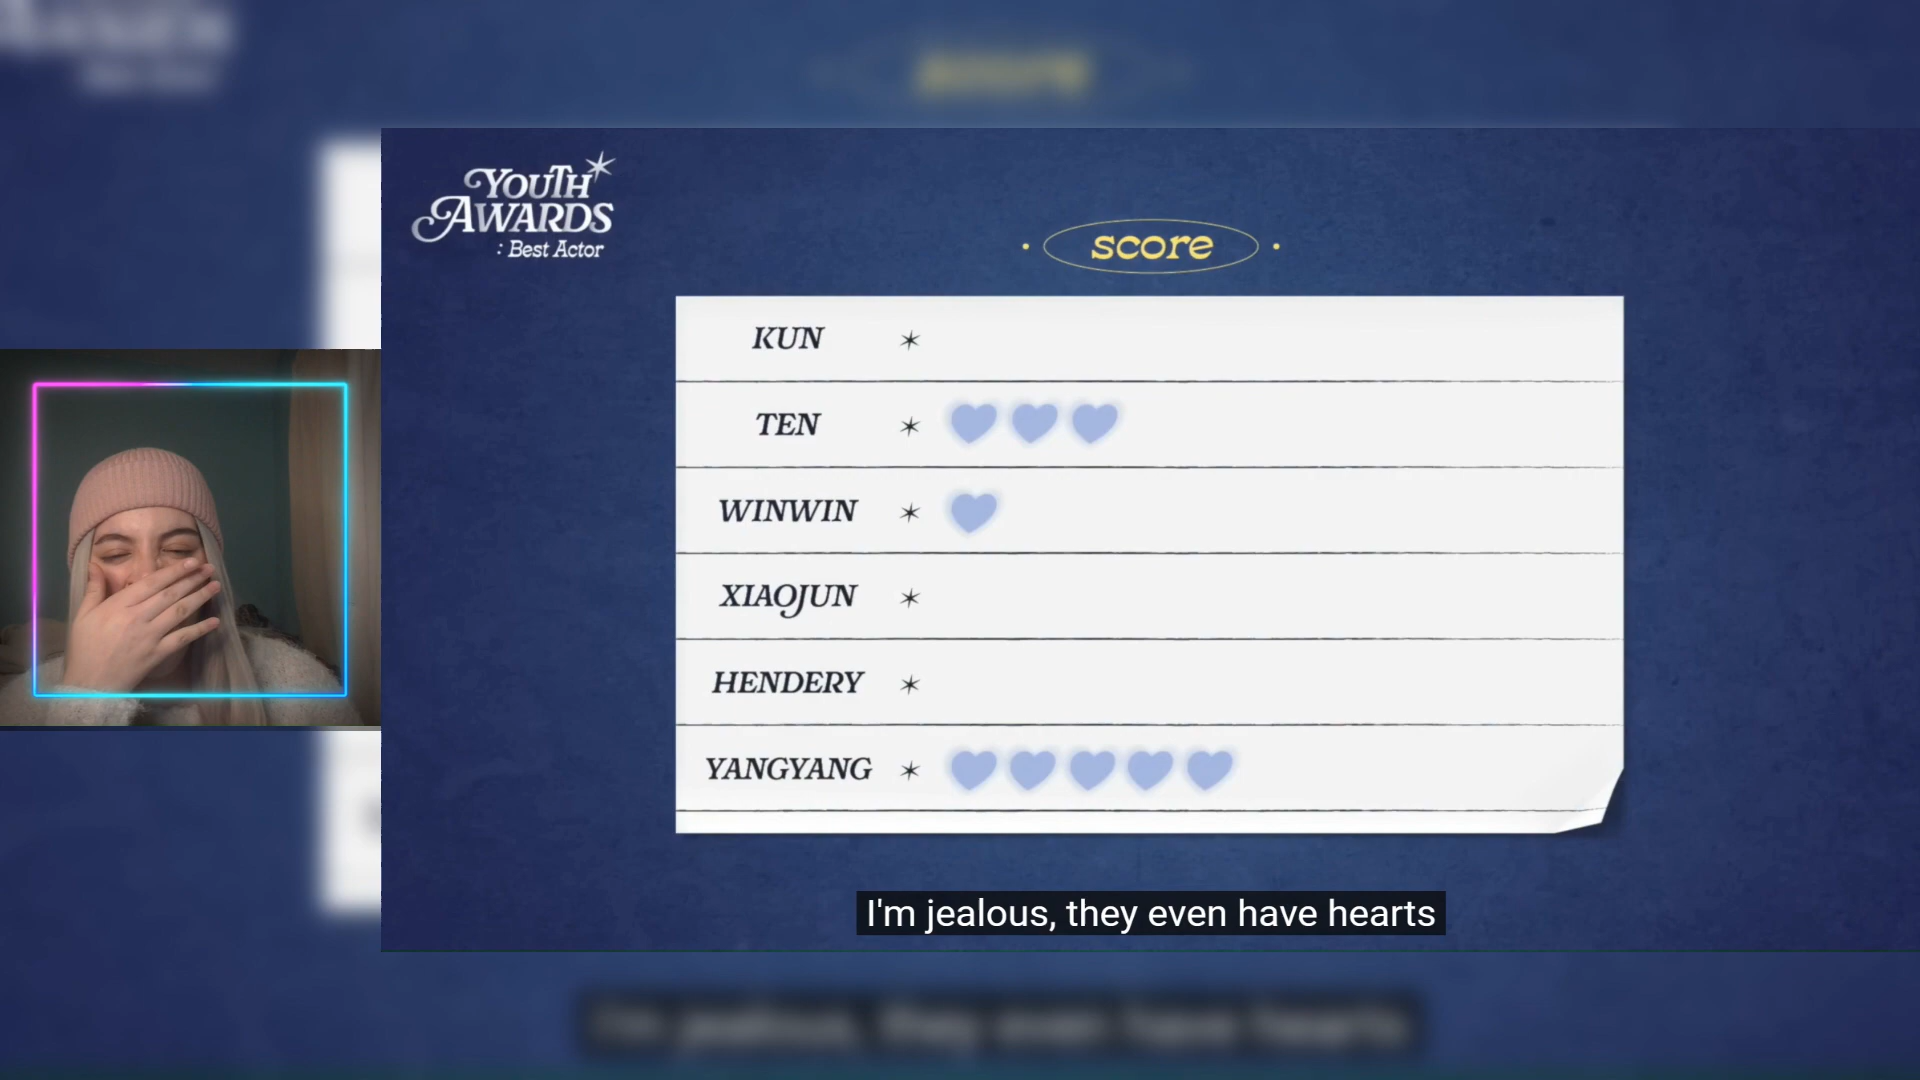 YOUTH
AWARDS
: Best Actor
score
KUN
TEN
WINWIN
XIAOJUN
HENDERY
YANGYANG
I'm jealous, they even have hearts